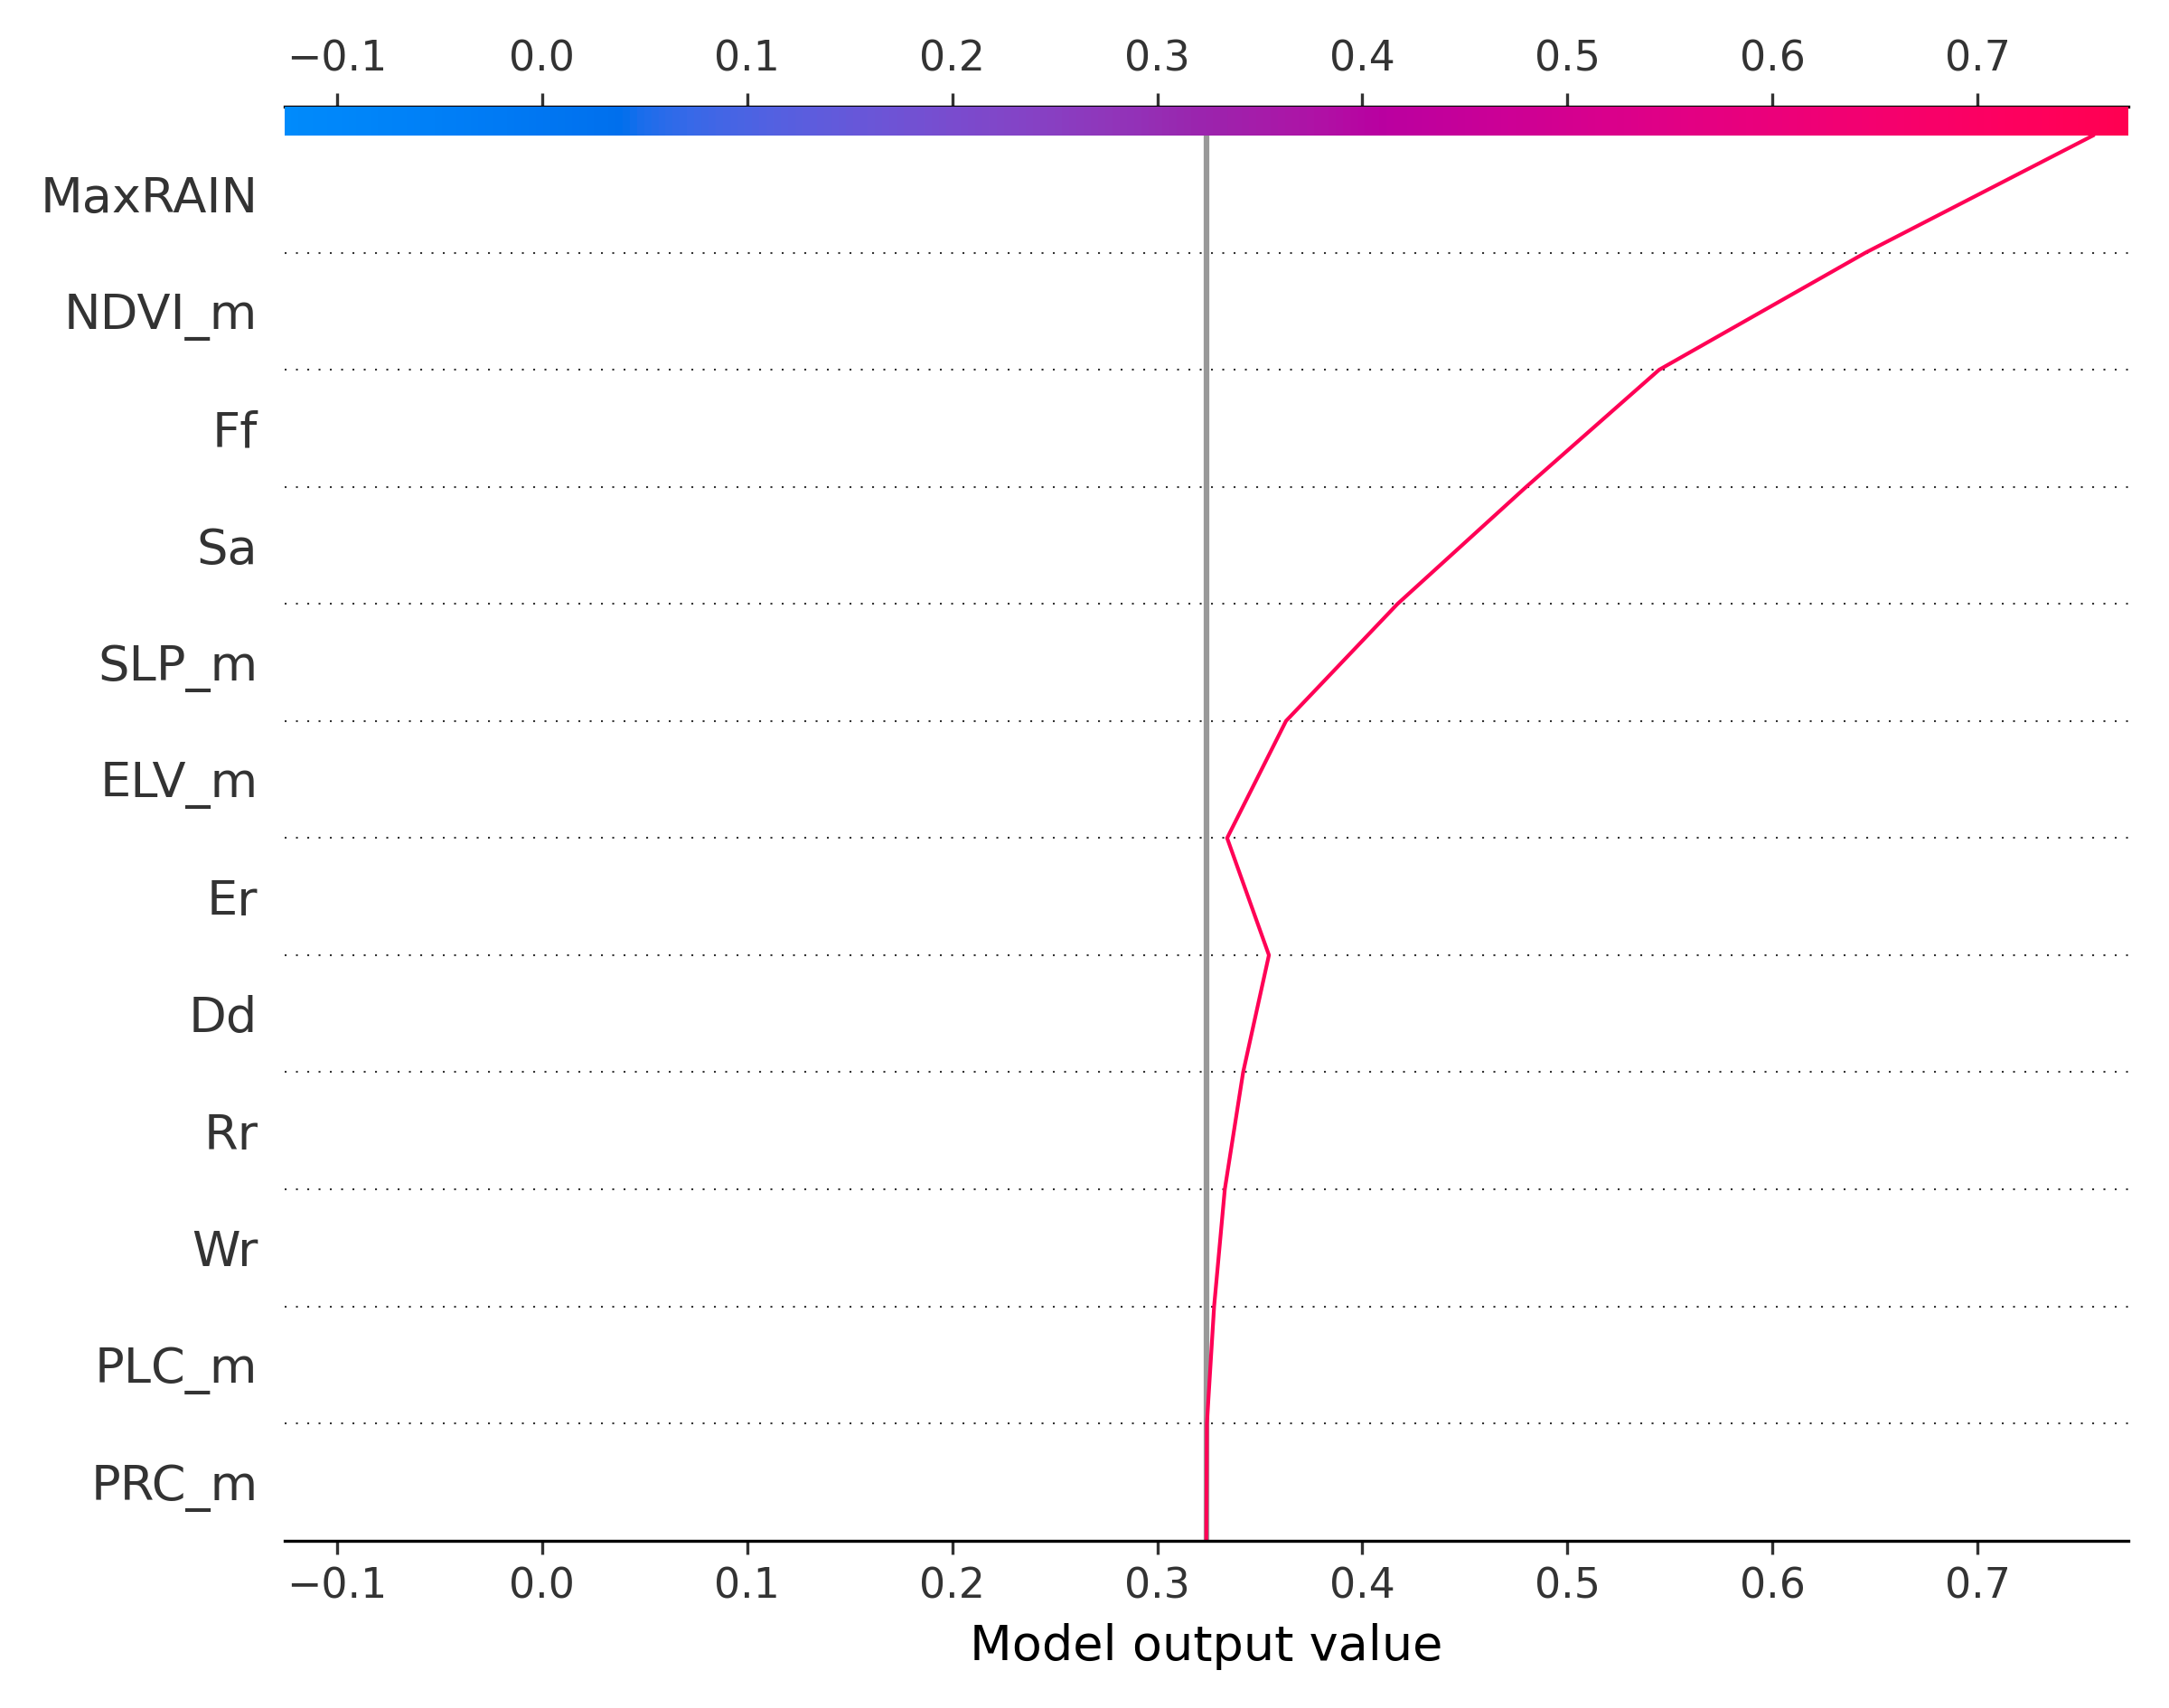 −0.1 0.0 0.1 0.2 0.3 0.4 0.5 0.6 0.7
MaxRAIN
NDVI_m
Ff
Sa
SLP_m
ELV_m
Er
Dd
Rr
Wr
PLC_m
PRC_m
−0.1 0.0 0.1 0.2 0.3 0.4 0.5 0.6 0.7
Model output value